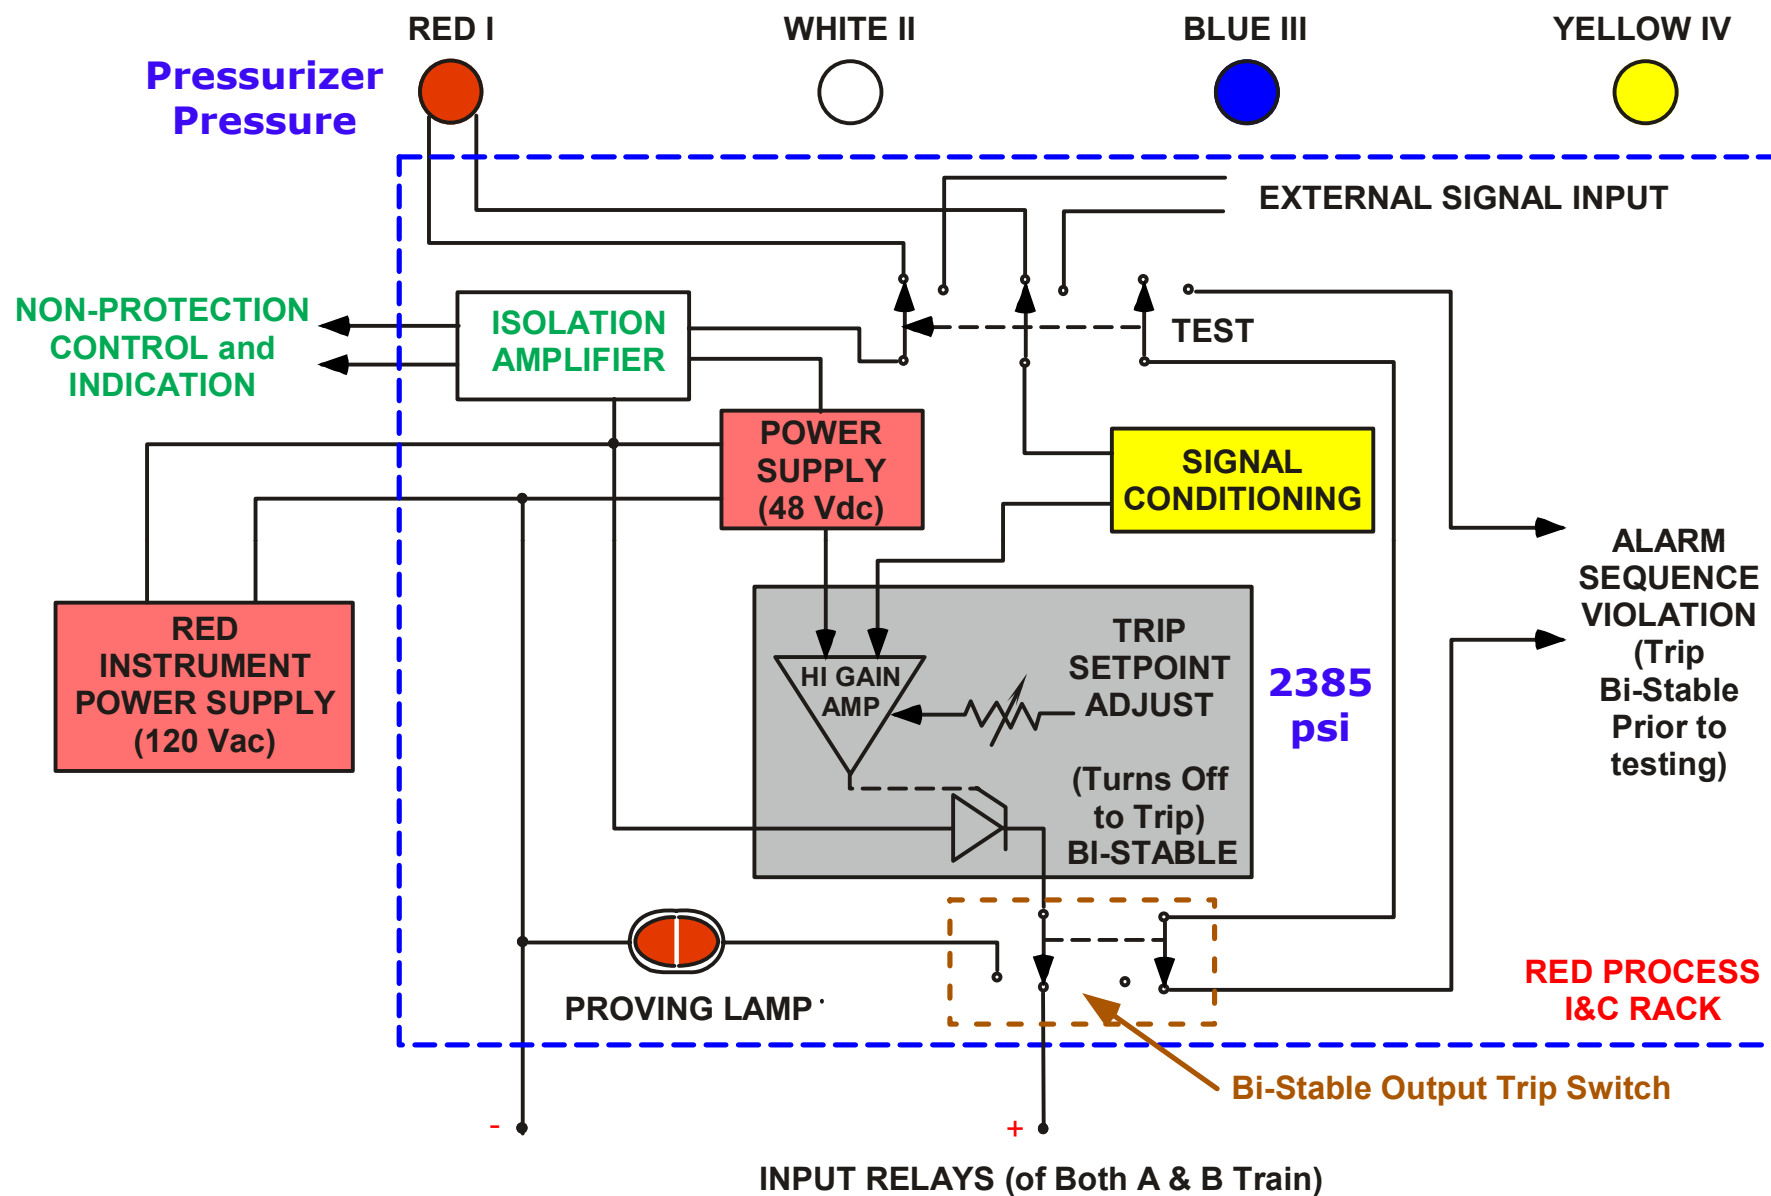 RED I
WHITE II
BLUE III
YELLOW IV
Pressurizer
Pressure
EXTERNAL SIGNAL INPUT
NON-PROTECTION
CONTROL and
INDICATION
ISOLATION
AMPLIFIER
TEST
POWER
SUPPLY
(48 Vdc)
SIGNAL
CONDITIONING
ALARM
SEQUENCE
VIOLATION
(Trip
Bi-Stable
Prior to
testing)
RED
INSTRUMENT
POWER SUPPLY
(120 Vac)
HI GAIN
AMP
TRIP
SETPOINT
ADJUST
2385
psi
(Turns Off
to Trip)
BI-STABLE
PROVING LAMP
RED PROCESS
I&C RACK
Bi-Stable Output Trip Switch
-
+
INPUT RELAYS (of Both A & B Train)